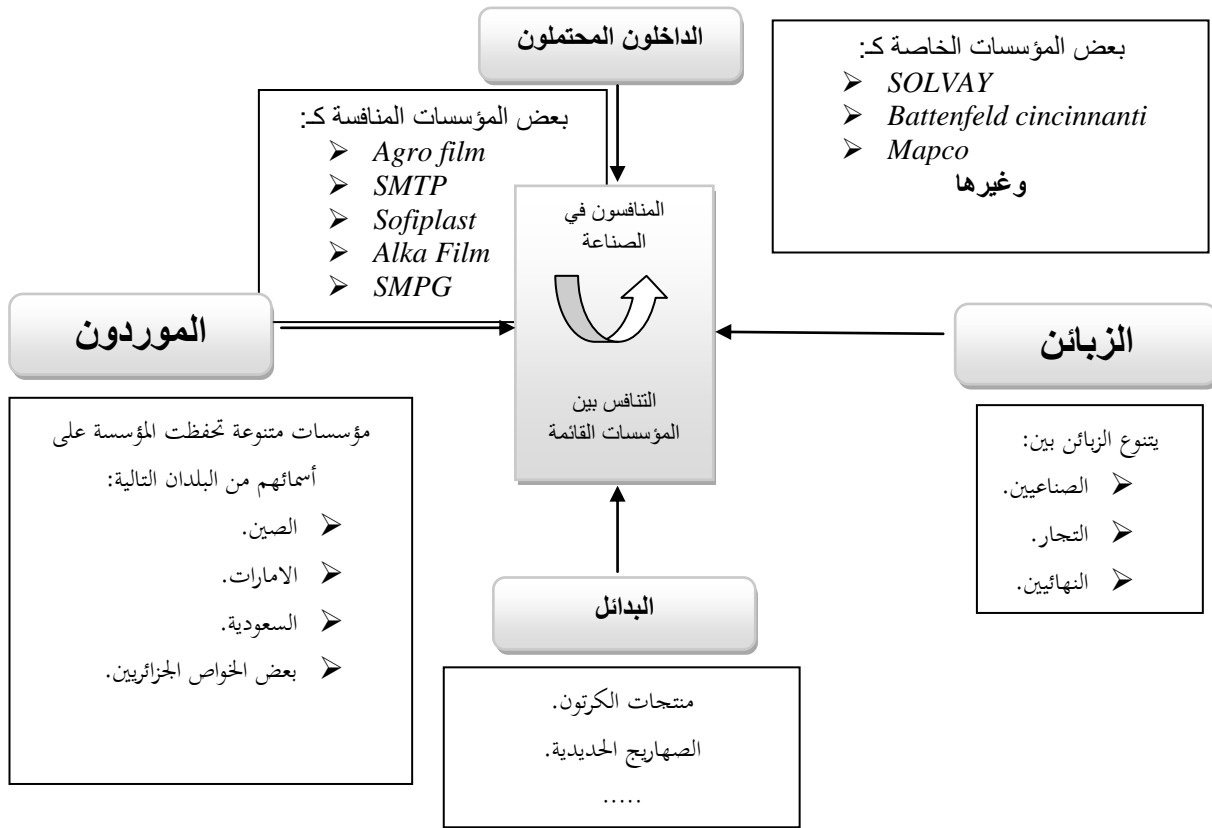 الداخلون المحتملون
بعض المؤسسات الخاصة كـ:
➢ SOLVAY
➢ Battenfeld cincinnanti
➢ Mapco
وغيرها
بعض المؤسسات المنافسة كـ:
➢ Agro film
➢ SMTP
➢ Sofiplast
➢ Alka Film
➢ SMPG
المنافسون في
الصناعة
التنافس بين
المؤسسات القائمة
الزبائن
يتنوع الزبائن بين:
➢ الصناعيين.
➢ التجار.
➢ النهائيين.
الموردون
مؤسسات متنوعة تحفظت المؤسسة على
أسمائهم من البلدان التالية:
➢ الصين.
➢ الامارات.
➢ السعودية.
➢ بعض الخواص الجزائريين.
البدائل
منتجات الكرتون.
الصهاريج الحديدية.
.....